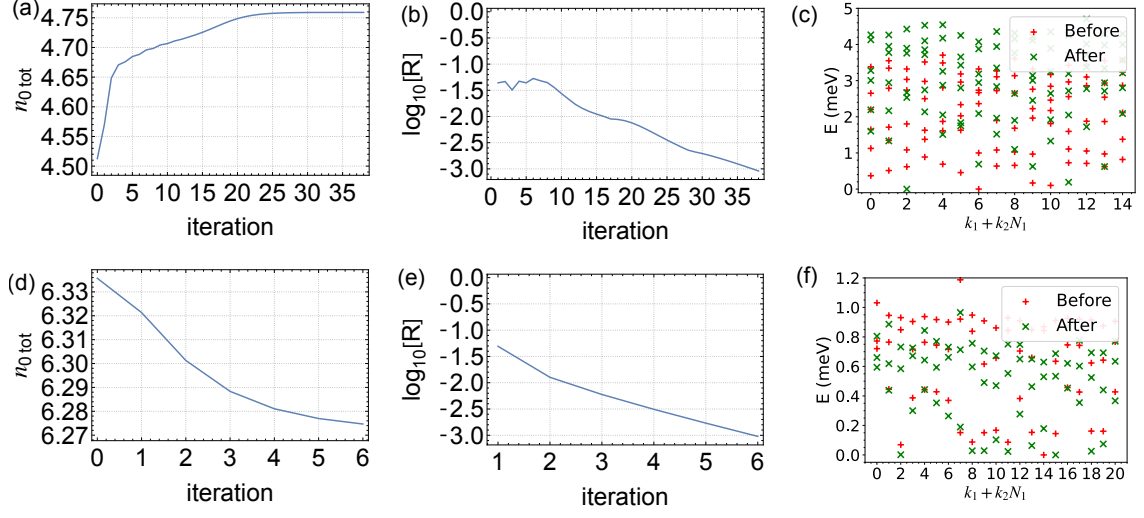 (a)
4.75
4.70
4.65
4.60
4.55
4.50
n0 tot
0 5 10 15 20 25 30 35
iteration
(b)
0.0
-0.5
-1.0
-1.5
-2.0
-2.5
-3.0
log10[R]
0 5 10 15 20 25 30 35
iteration
(c)
5
4
3
2
1
0
E (meV)
Before
After
0 2 4 6 8 10 12 14
k1 + k2N1
(d)
6.33
6.32
6.31
6.30
6.29
6.28
6.27
n0 tot
0 1 2 3 4 5 6
iteration
(e)
0.0
-0.5
-1.0
-1.5
-2.0
-2.5
-3.0
log10[R]
1 2 3 4 5 6
iteration
(f)
1.2
1.0
0.8
0.6
0.4
0.2
0.0
E (meV)
Before
After
0 2 4 6 8 10 12 14 16 18 20
k1 + k2N1